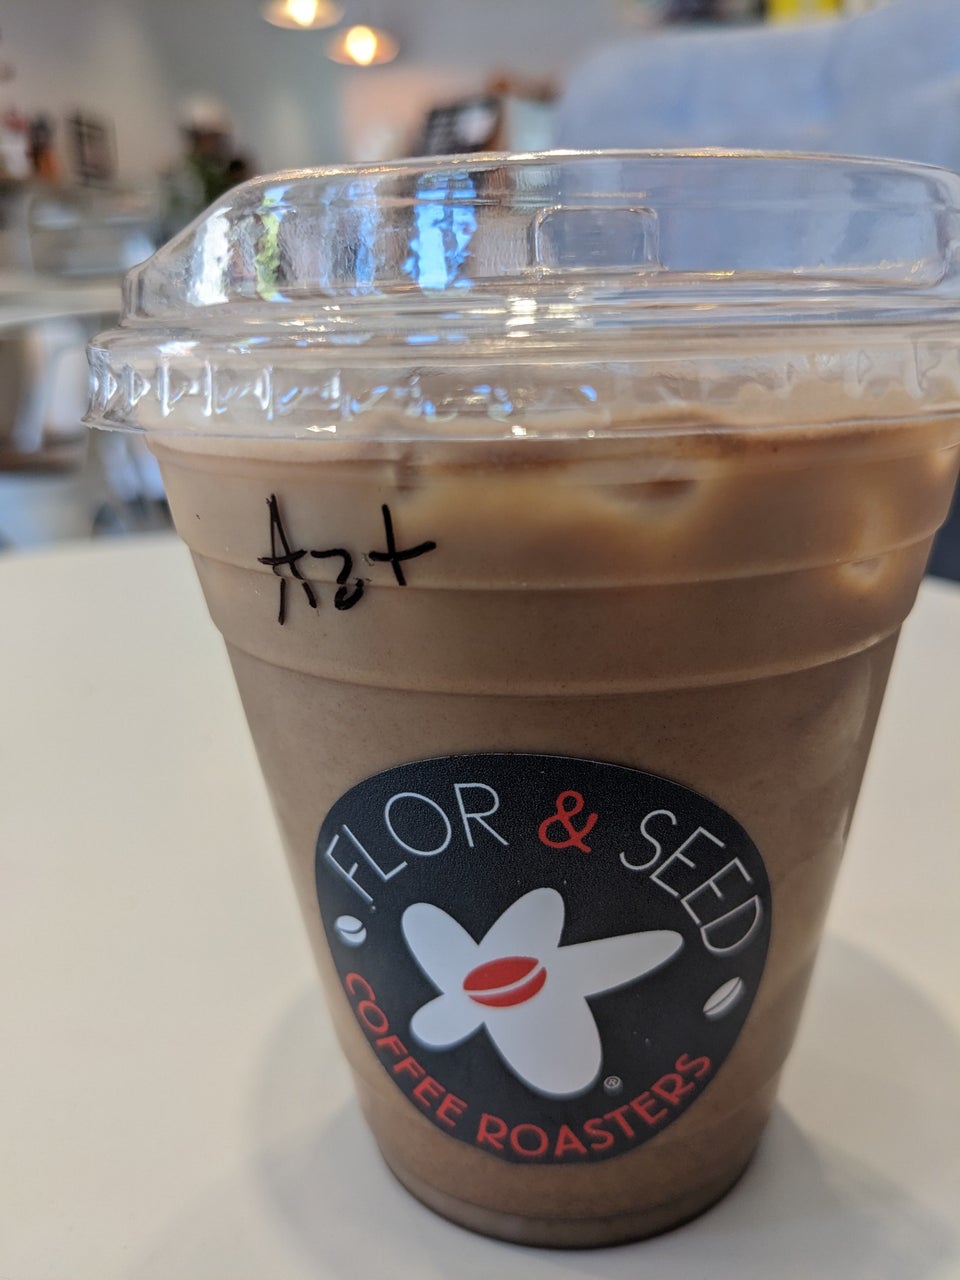 Azt
FLOR & SEED
COFFEE ROASTERS
®